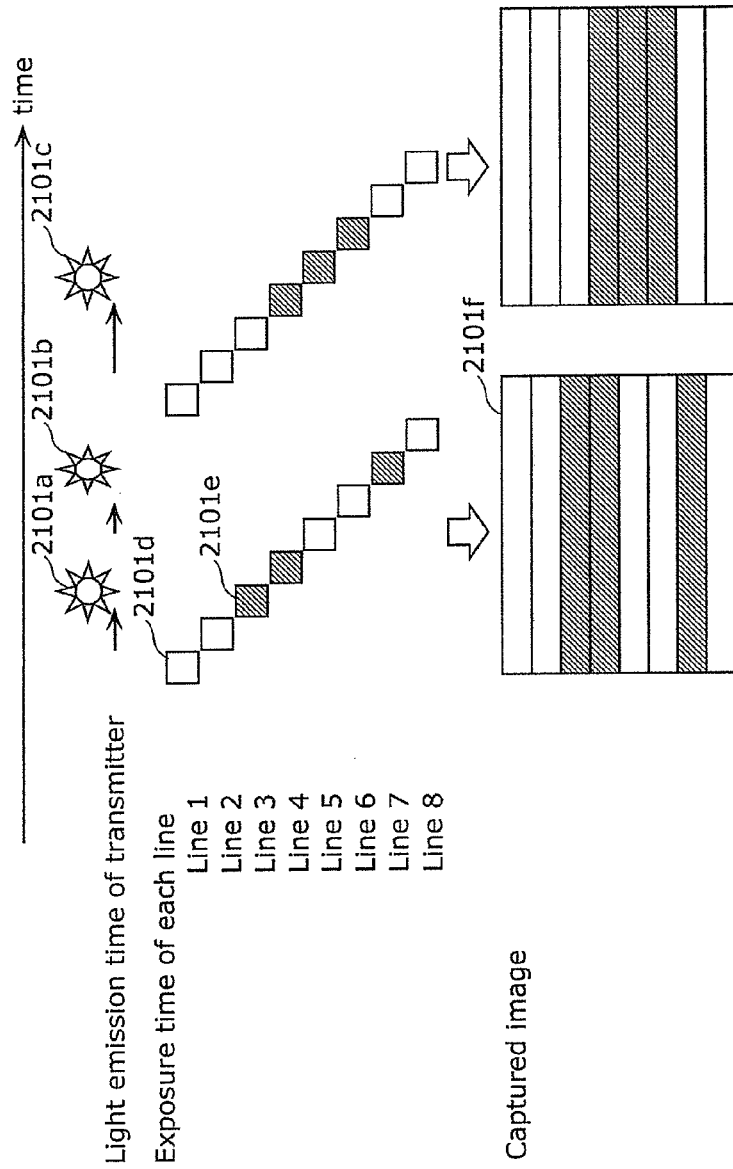 time
2101a
2101b
2101c
Light emission time of transmitter
2101d
Exposure time of each line
2101e
Line 1
Line 2
Line 3
Line 4
Line 5
Line 6
Line 7
Line 8
2101f
Captured image